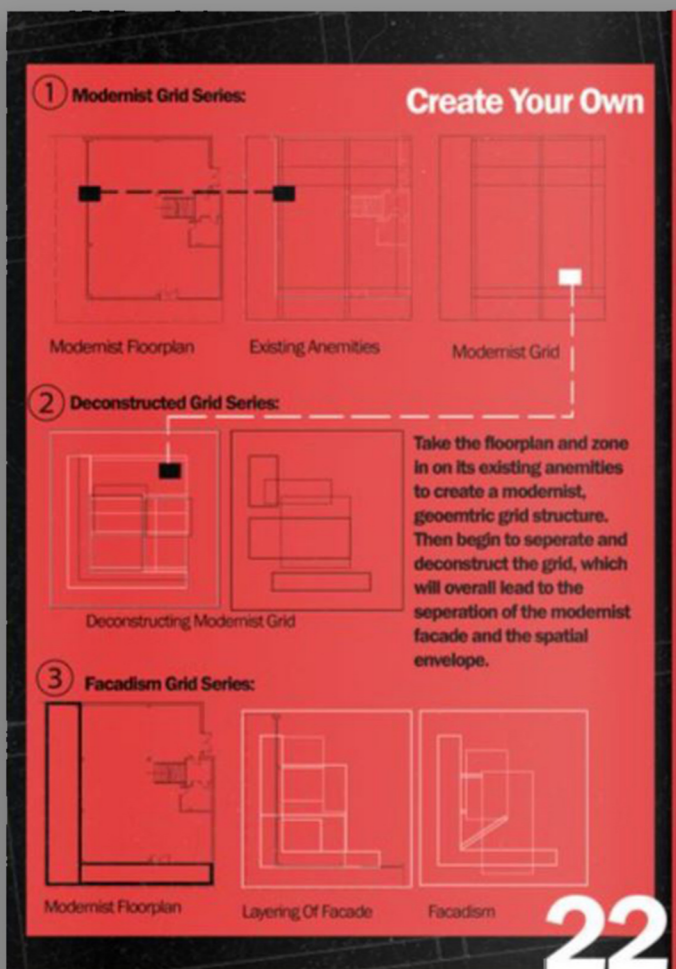 1 Modernist Grid Series:
Create Your Own
Modernist Floorplan
Existing Anemities
Modernist Grid
2 Deconstructed Grid Series:
Take the floorplan and zone
in on its existing anemities
to create a modernist,
geoemtric grid structure.
Then begin to seperate and
deconstruct the grid, which
will overall lead to the
seperation of the modernist
facade and the spatial
envelope.
Deconstructing Modernist Grid
3 Facadism Grid Series:
Modernist Floorplan
Layering Of Facade
Facadism
22